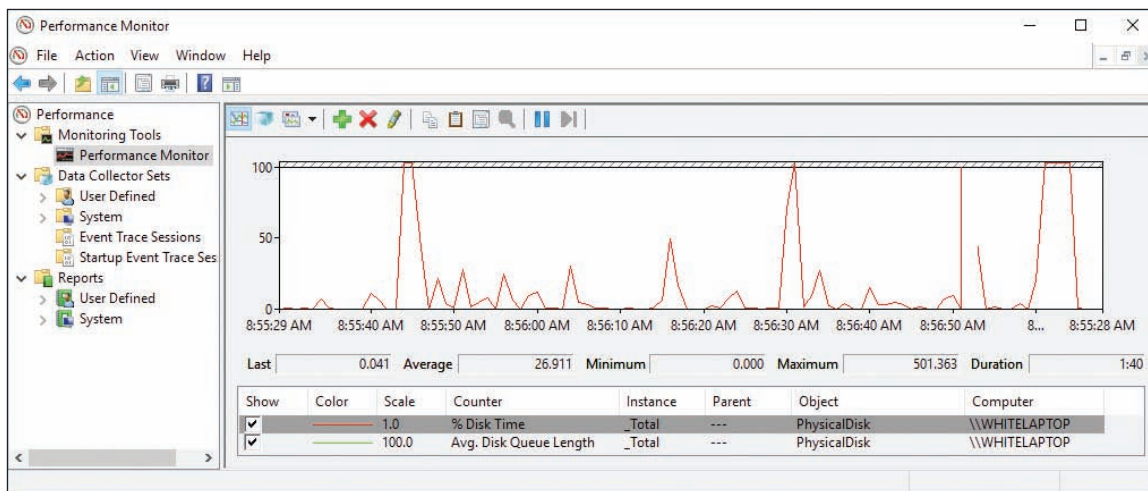 Performance Monitor
File Action View Window Help
Performance
Monitoring Tools
Performance Monitor
Data Collector Sets
User Defined
System
Event Trace Sessions
Startup Event Trace Ses
Reports
User Defined
System
100
50
0
8:55:29 AM 8:55:40 AM 8:55:50 AM 8:56:00 AM 8:56:10 AM 8:56:20 AM 8:56:30 AM 8:56:40 AM 8:56:50 AM 8... 8:55:28 AM
Last 0.041 Average 26.911 Minimum 0.000 Maximum 501.363 Duration 1:40
Show Color Scale Counter Instance Parent Object Computer
1.0 % Disk Time _Total --- PhysicalDisk \\WHITELAPTOP
100.0 Avg. Disk Queue Length _Total --- PhysicalDisk \\WHITELAPTOP